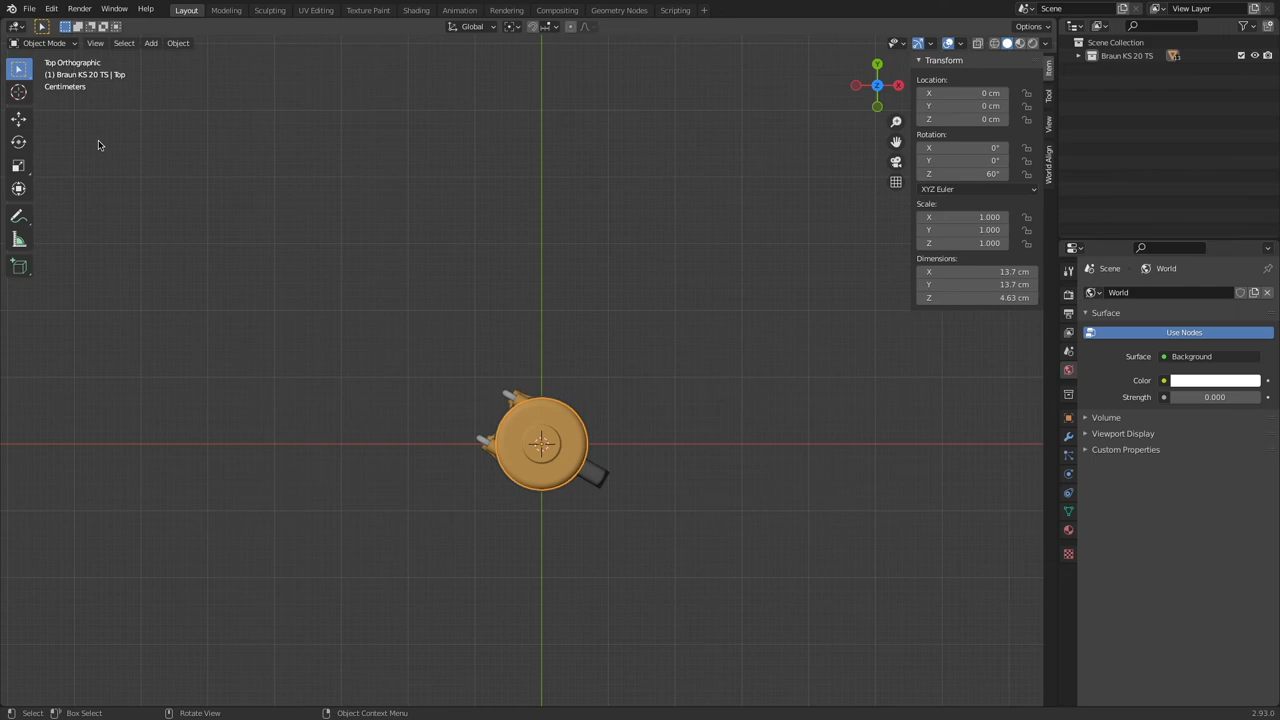 File Edit Render Window Help Layout Modeling Sculpting UV Editing Texture Paint Shading Animation Rendering Compositing Geometry Nodes Scripting + Scene View Layer
Global Options
Object Mode View Select Add Object
Top Orthographic
(1) Braun KS 20 TS | Top
Centimeters
Y
Z
X
Transform
Location:
X 0 cm
Y 0 cm
Z 0 cm
Rotation:
X 0°
Y 0°
Z 60°
XYZ Euler
Scale:
X 1.000
Y 1.000
Z 1.000
Dimensions:
X 13.7 cm
Y 13.7 cm
Z 4.63 cm
Item
Tool
View
World Align
Scene Collection
Braun KS 20 TS
Scene World
World
Surface
Use Nodes
Surface Background
Color
Strength 0.000
Volume
Viewport Display
Custom Properties
Select Box Select Rotate View Object Context Menu 2.93.0